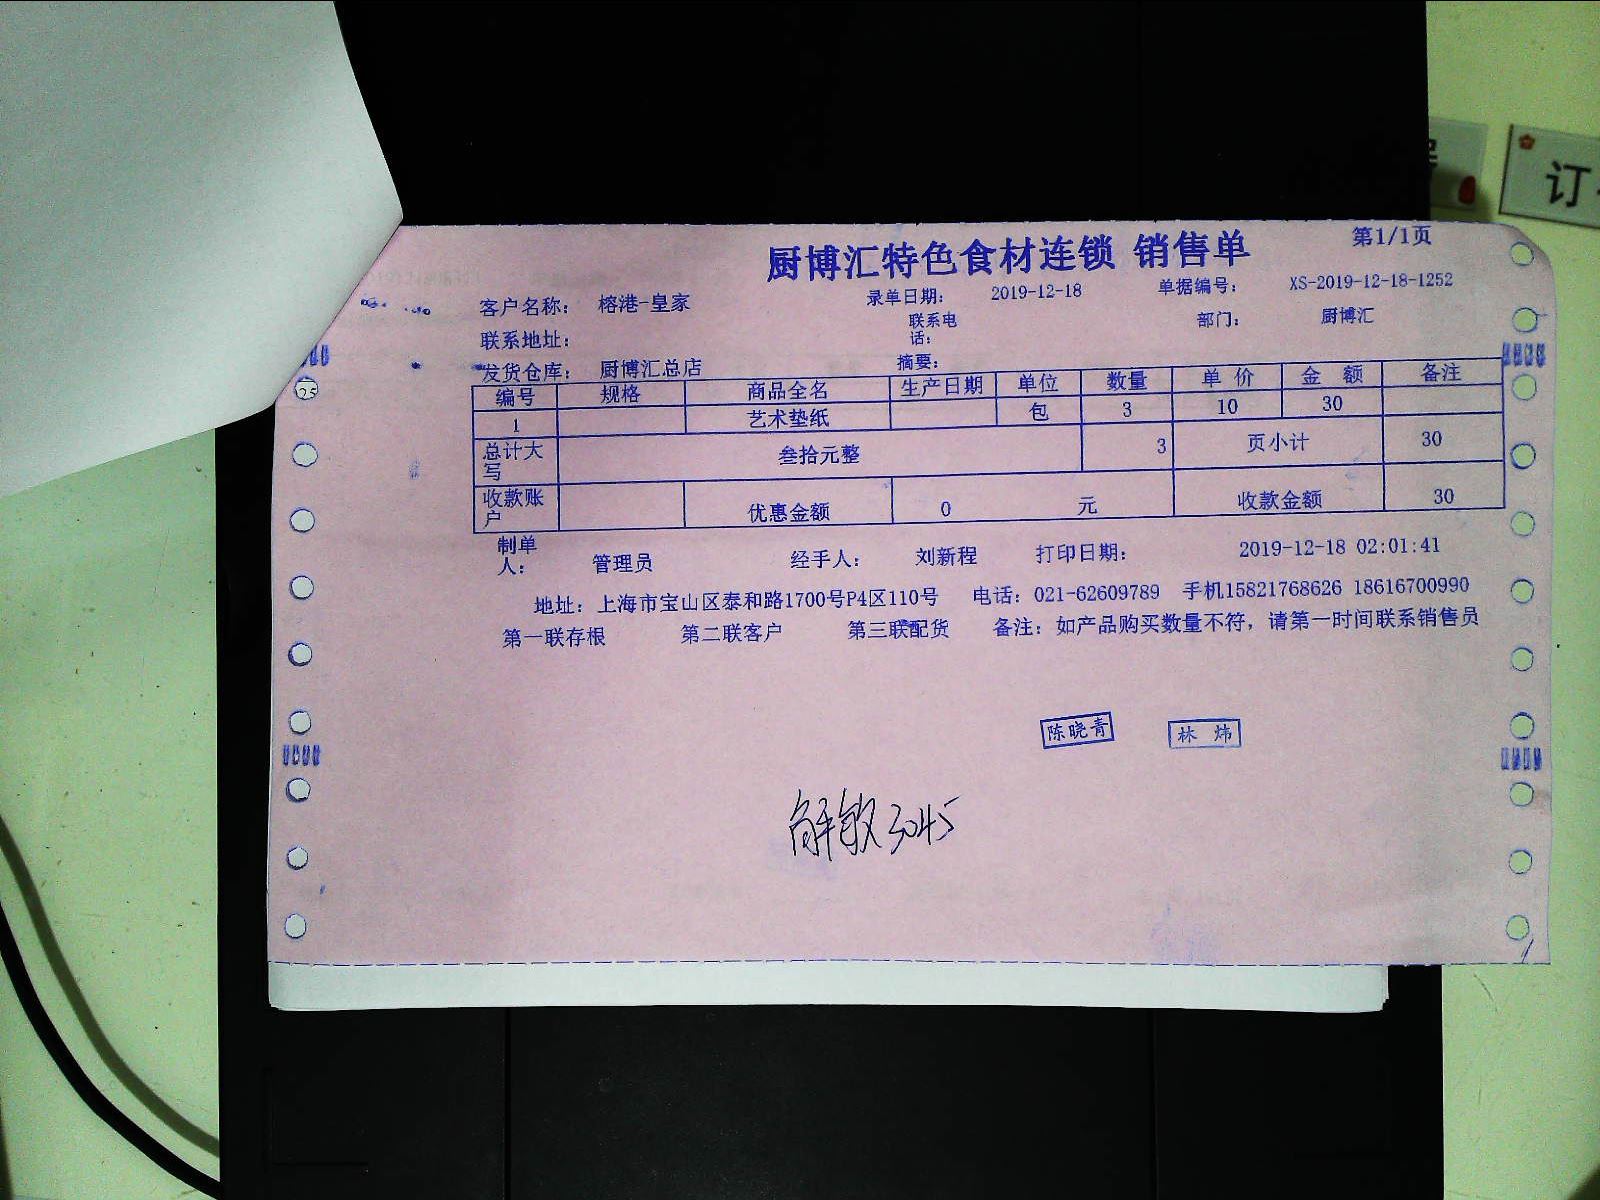 订
厨博汇特色食材连锁 销售单 第1/1页
客户名称： 榕港-皇家 录单日期： 2019-12-18 单据编号： XS-2019-12-18-1252
联系地址： 联系电话： 部门： 厨博汇
发货仓库： 厨博汇总店 摘要：
编号 规格 商品全名 生产日期 单位 数量 单 价 金 额 备注
1 艺术垫纸 包 3 10 30
总计大写 叁拾元整 3 页小计 30
收款账户 优惠金额 0 元 收款金额 30
制单人： 管理员 经手人： 刘新程 打印日期： 2019-12-18 02:01:41
地址：上海市宝山区泰和路1700号P4区110号 电话：021-62609789 手机15821768626 18616700990
第一联存根 第二联客户 第三联配货 备注：如产品购买数量不符，请第一时间联系销售员
陈晓青 林 炜
解敏 3045